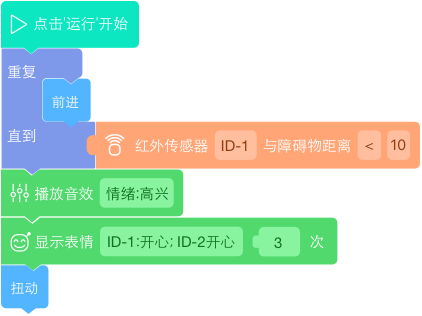 点击‘运行’开始
重复
前进
直到 红外传感器 ID-1 与障碍物距离 < 10
播放音效 情绪:高兴
显示表情 ID-1:开心; ID-2开心 3 次
扭动